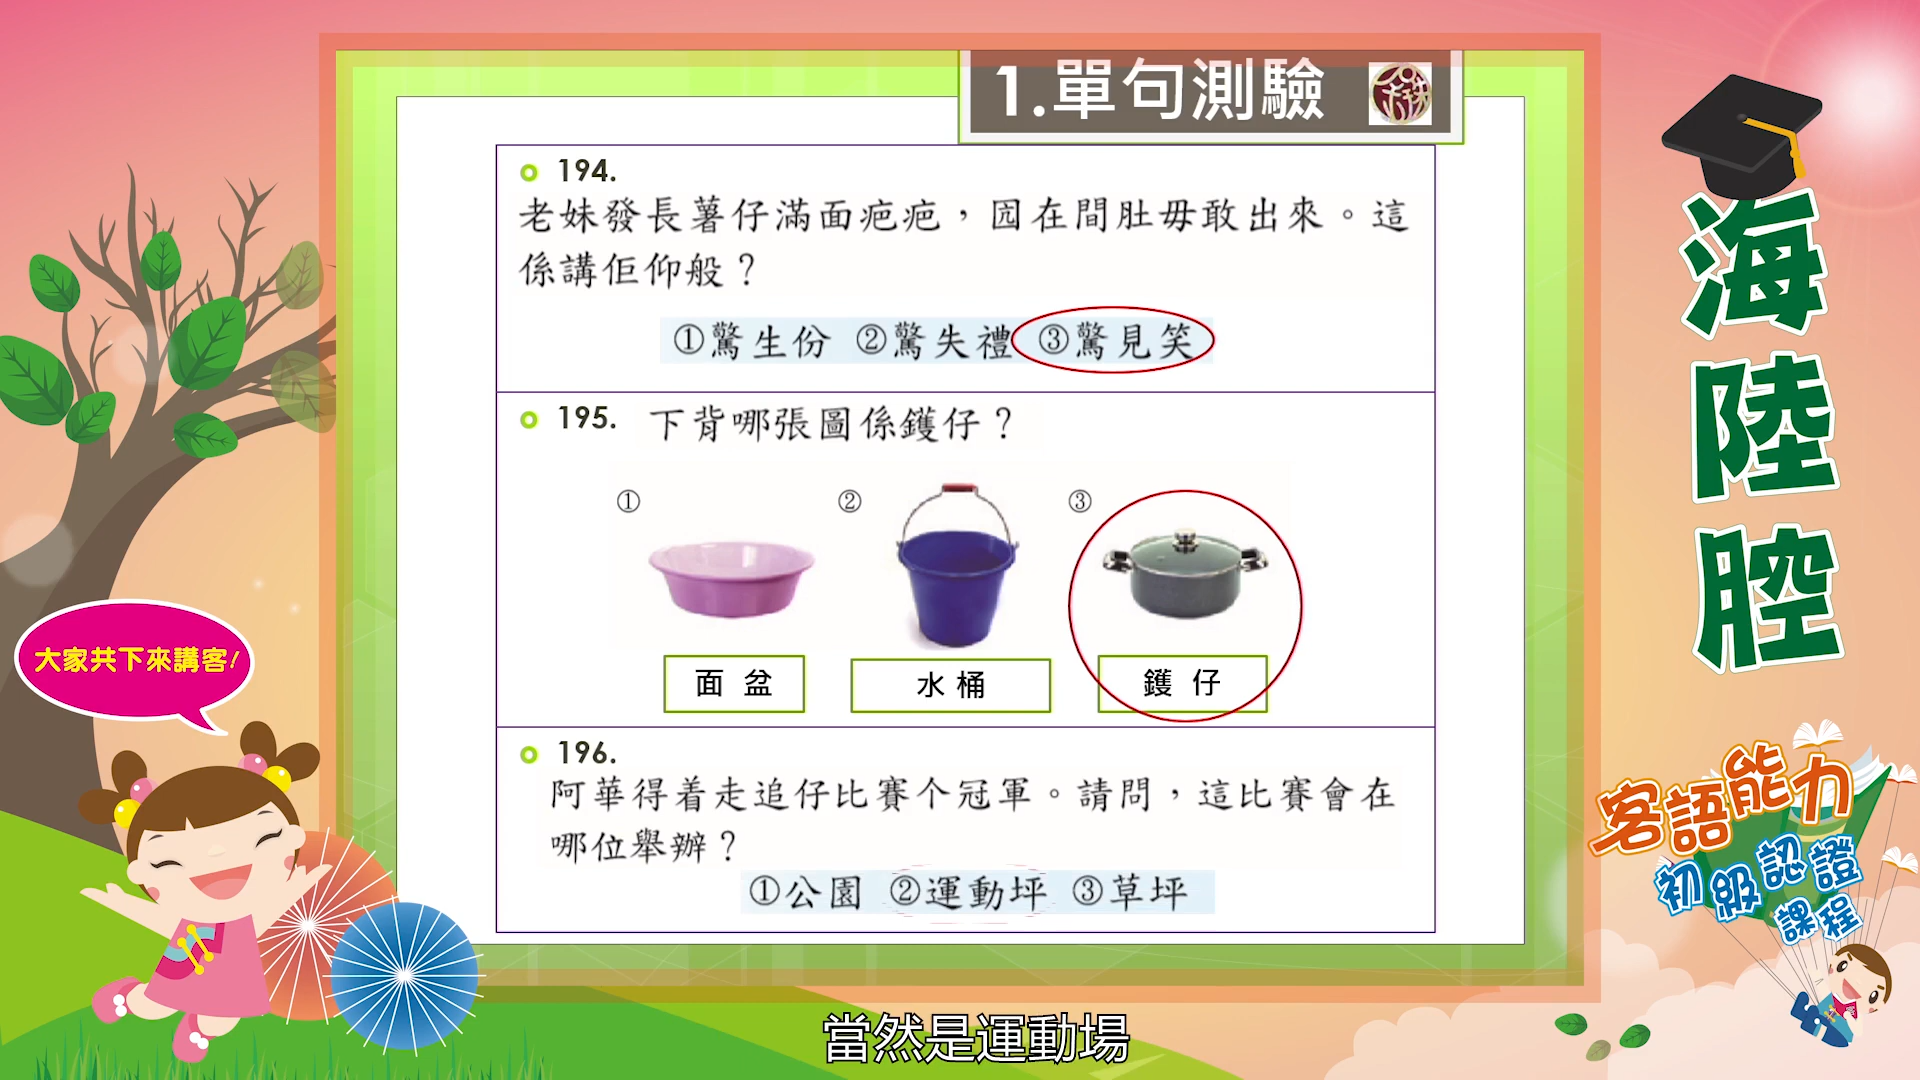 1.單句測驗
194.
老妹發長薯仔滿面疤疤，园在間肚毋敢出來。這
係講佢仰般？
①驚生份 ②驚失禮 ③驚見笑
195. 下背哪張圖係鑊仔？
① ② ③
面盆 水桶 鑊仔
196.
阿華得着走追仔比賽个冠軍。請問，這比賽會在
哪位舉辦？
①公園 ②運動坪 ③草坪
當然是運動場
大家共下來講客!
海陸腔
客語能力
初級認證
課程